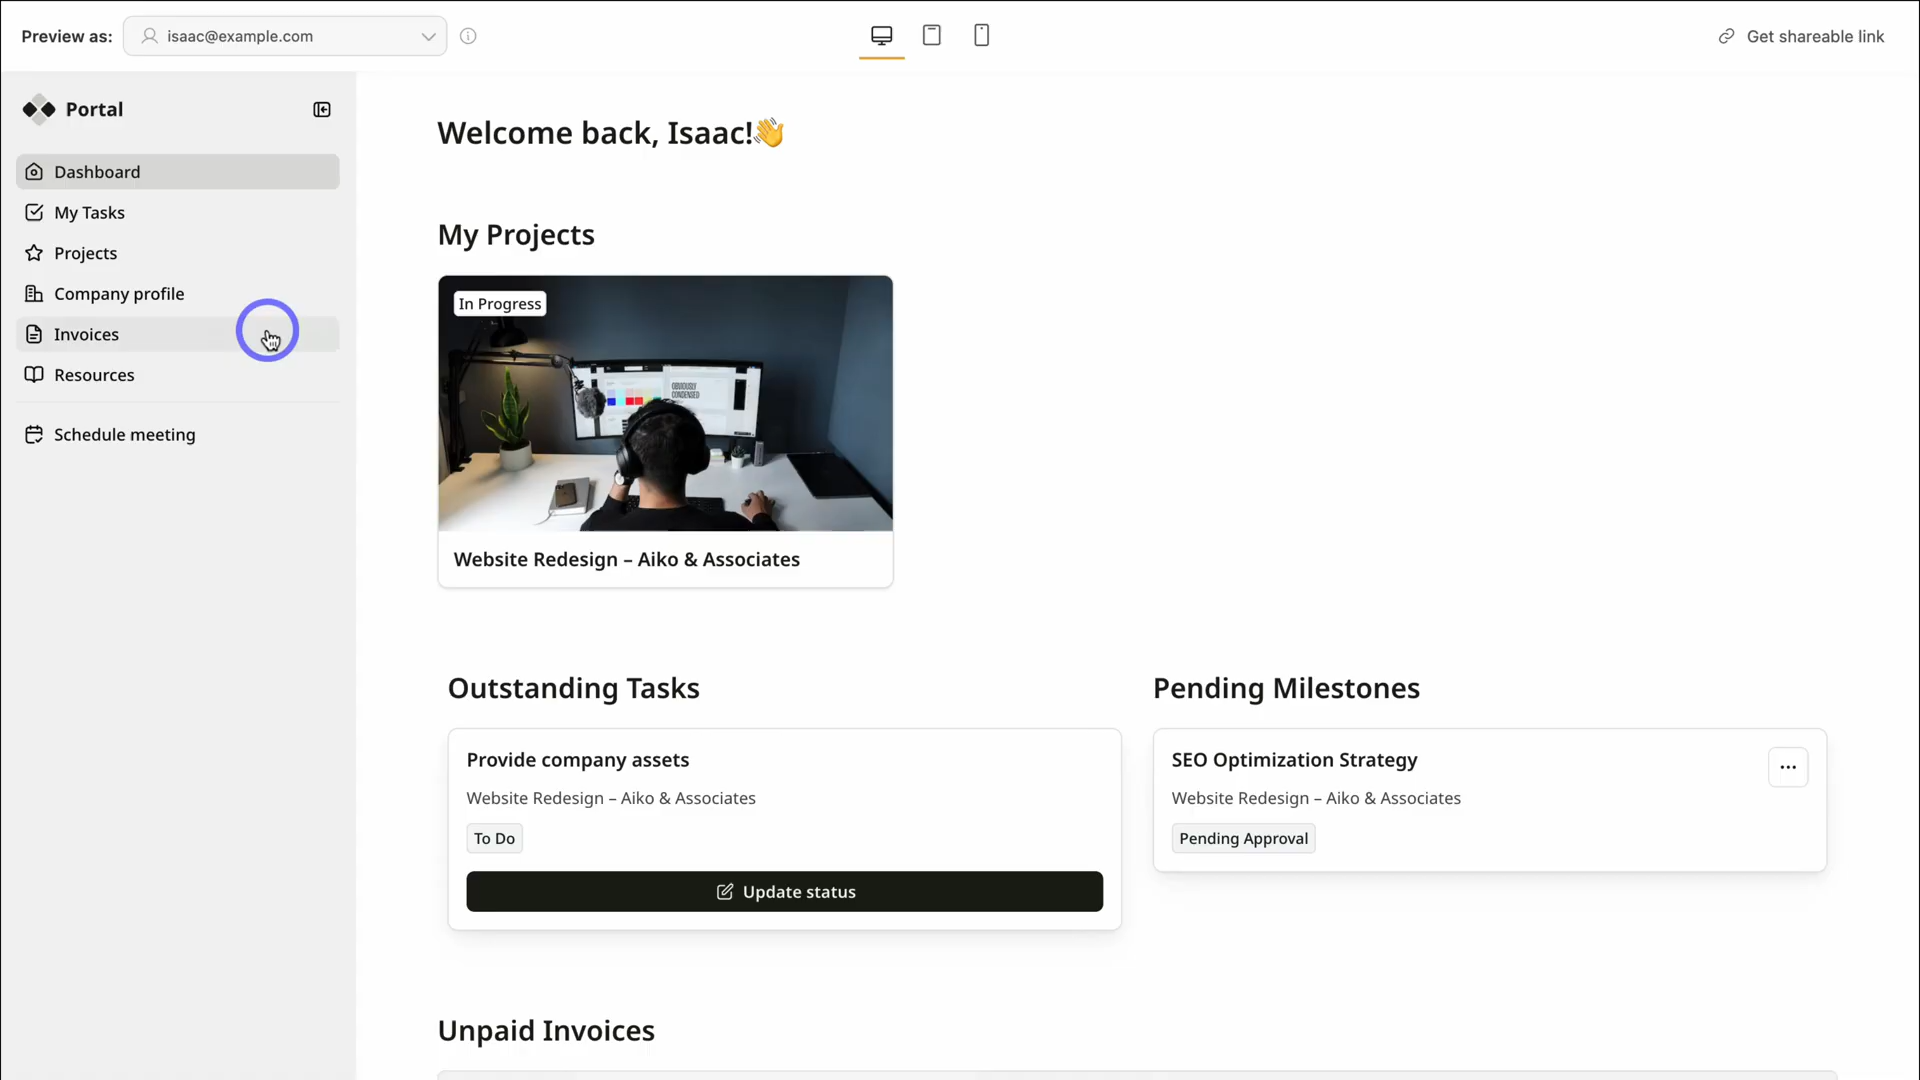 Preview as:
isaac@example.com
Get shareable link
Portal
Dashboard
My Tasks
Projects
Company profile
Invoices
Resources
Schedule meeting
Welcome back, Isaac!👋
My Projects
In Progress
OBVIOUSLY
CONDENSED
Website Redesign – Aiko & Associates
Outstanding Tasks
Provide company assets
Website Redesign – Aiko & Associates
To Do
Update status
Pending Milestones
SEO Optimization Strategy
Website Redesign – Aiko & Associates
Pending Approval
Unpaid Invoices